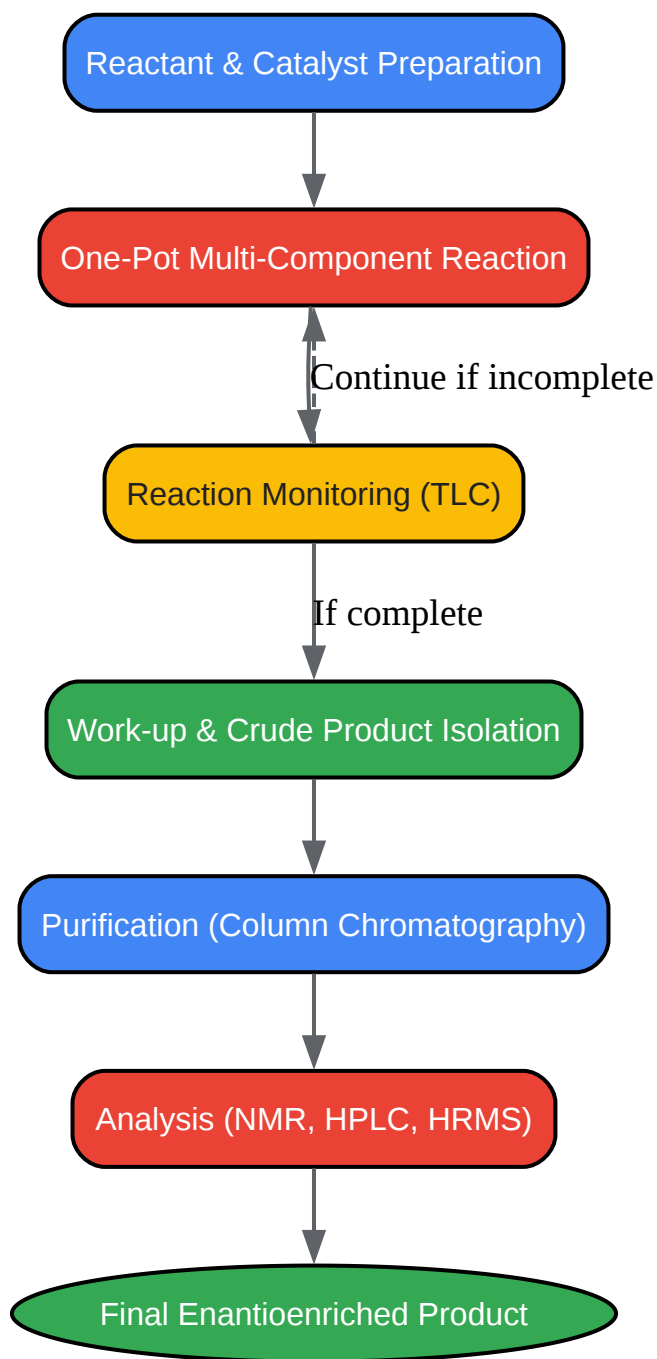 Reactant & Catalyst Preparation
One-Pot Multi-Component Reaction
Continue if incomplete
Reaction Monitoring (TLC)
If complete
Work-up & Crude Product Isolation
Purification (Column Chromatography)
Analysis (NMR, HPLC, HRMS)
Final Enantioenriched Product